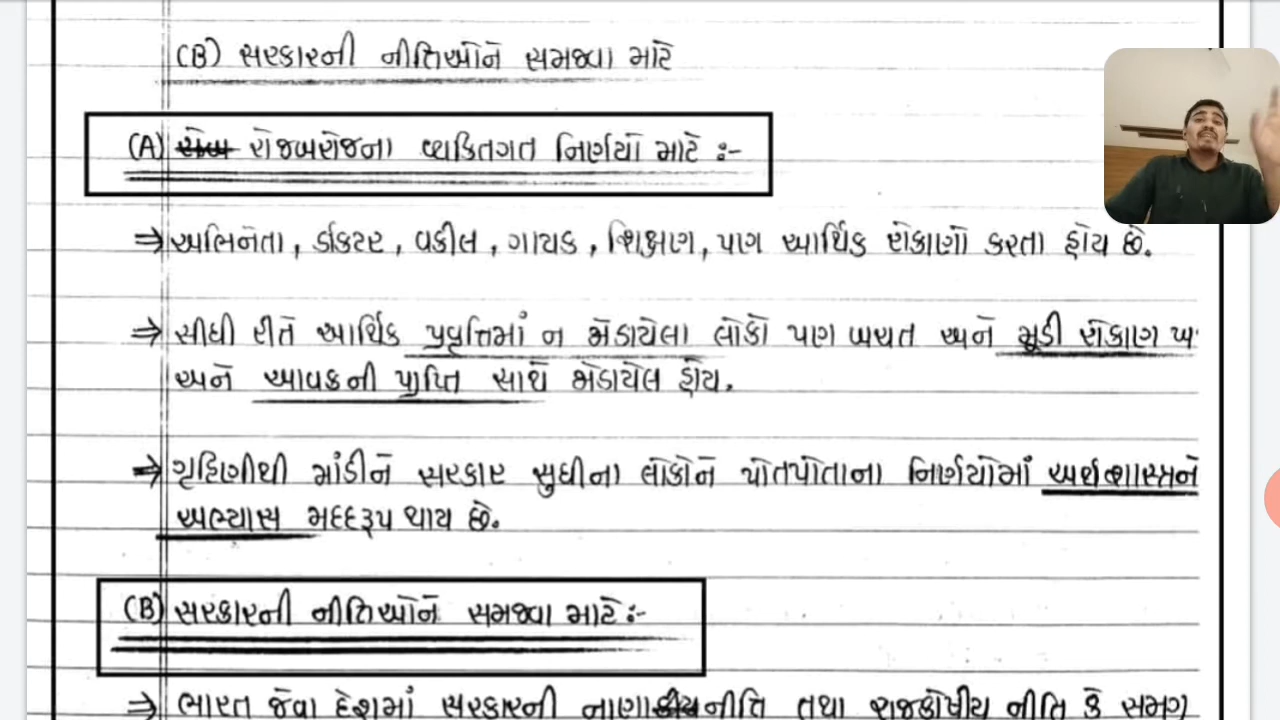 (B) સરકારની નીતિઓને સમજવા માટે
(A) રોજબરોજના વ્યકિતગત નિર્ણયો માટે :-
⇒ અભિનેતા, ડૉકટર, વકીલ, ગાયક, શિક્ષણ, પણ આર્થિક રોકાણો કરતા હોય છે.
⇒ સીધી રીતે આર્થિક પ્રવૃત્તિમાં ન જોડાયેલા લોકો પણ બચત અને મૂડી રોકાણ
અને આવકની પ્રાપ્તિ સાથે જોડાયેલ હોય.
⇒ ગૃહિણીથી માંડીને સરકાર સુધીના લોકોને પોતપોતાના નિર્ણયોમાં અર્થશાસ્ત્રને
અભ્યાસ મદદરૂપ થાય છે.
(B) સરકારની નીતિઓને સમજવા માટે:-
⇒ ભારત જેવા દેશમાં સરકારની નાણાનીતિ તથા રાજકોષીય નીતિ કે સમગ્ર